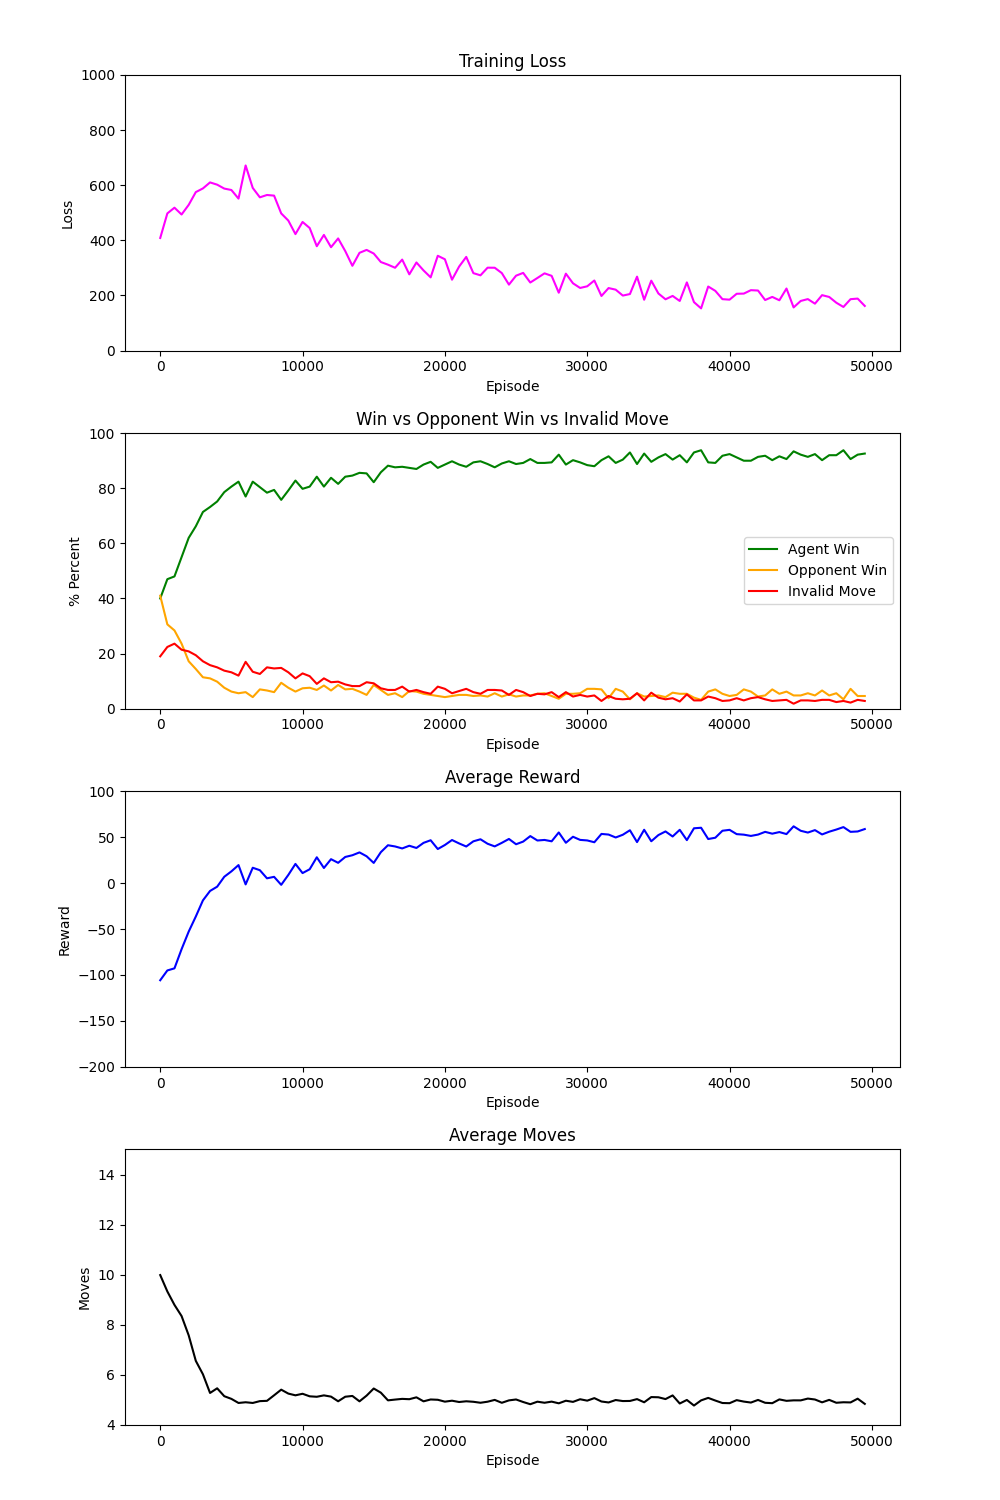 Training Loss
1000
800
600
400
200
0
Loss
0 10000 20000 30000 40000 50000
Episode
Win vs Opponent Win vs Invalid Move
100
80
60
40
20
0
% Percent
Agent Win
Opponent Win
Invalid Move
0 10000 20000 30000 40000 50000
Episode
Average Reward
100
50
0
−50
−100
−150
−200
Reward
0 10000 20000 30000 40000 50000
Episode
Average Moves
14
12
10
8
6
4
Moves
0 10000 20000 30000 40000 50000
Episode